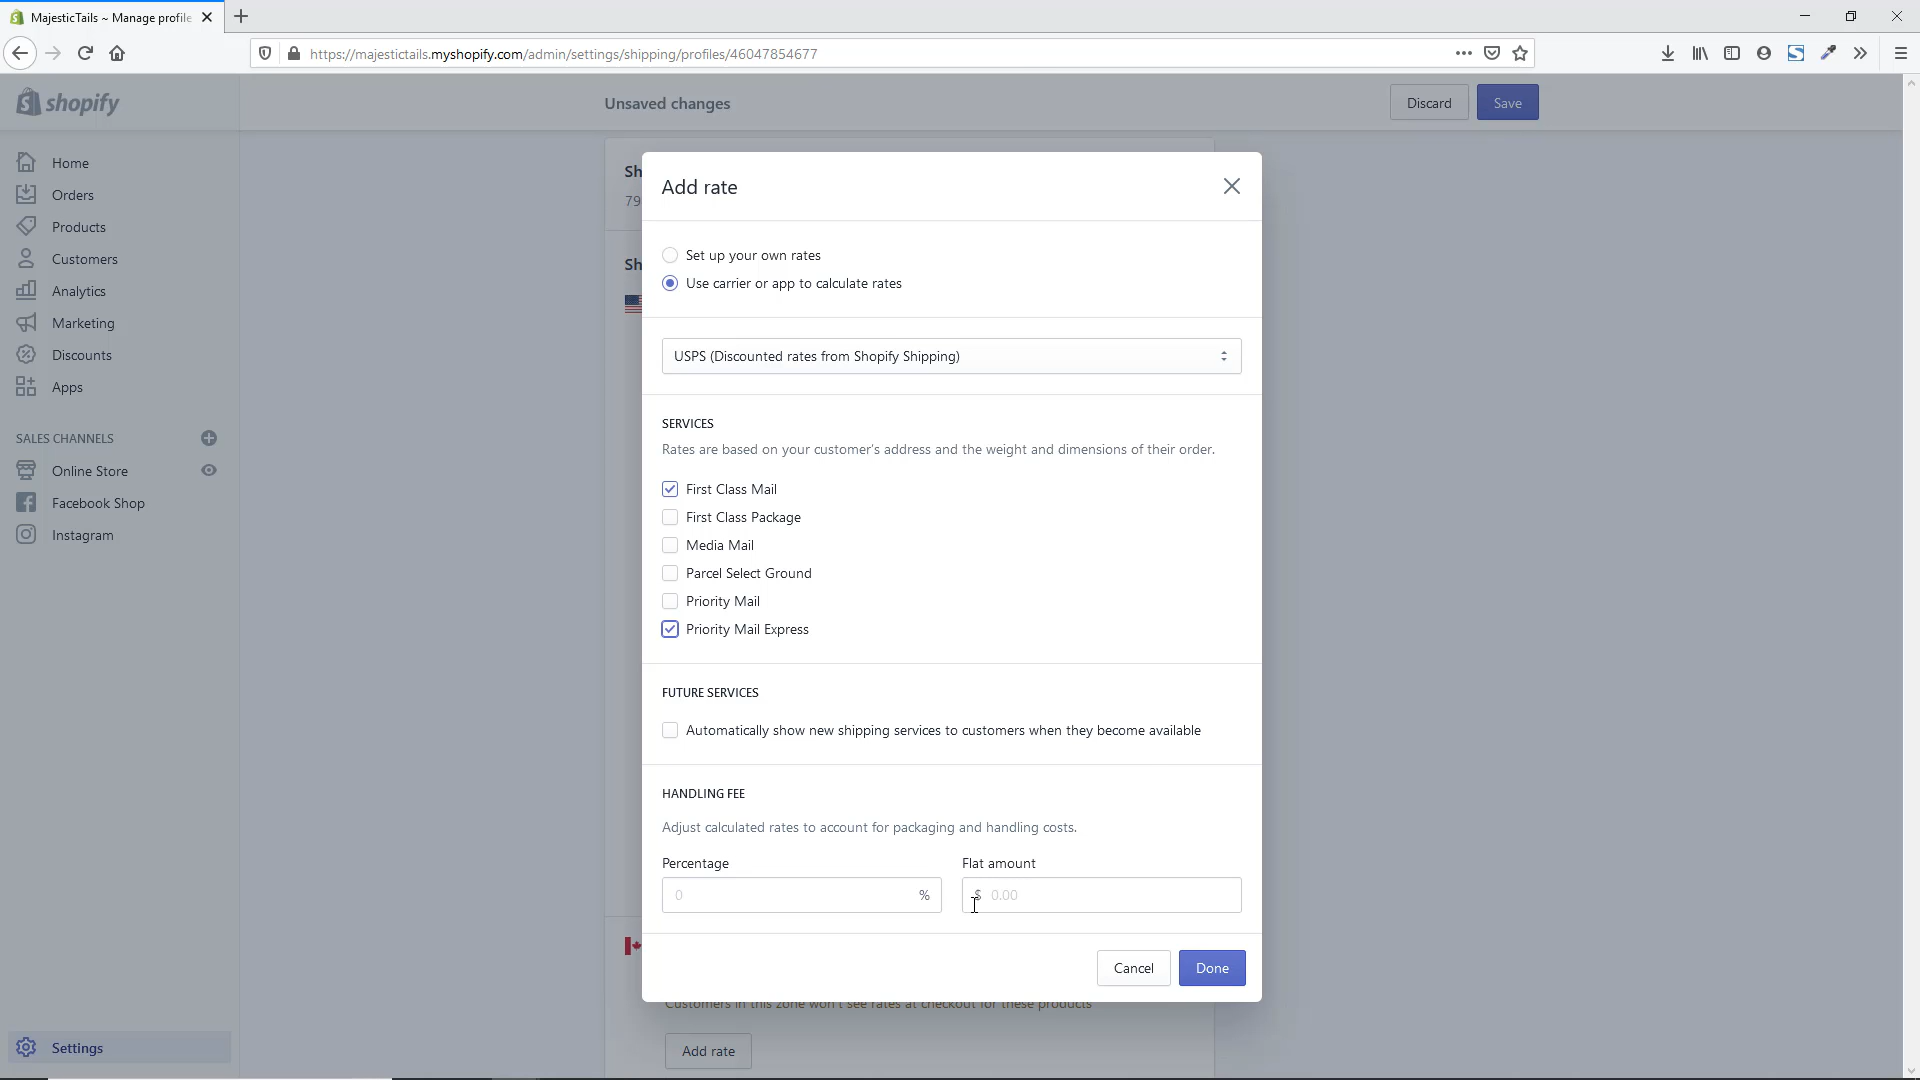 MajesticTails ~ Manage profile
https://majestictails.myshopify.com/admin/settings/shipping/profiles/46047854677
shopify
Unsaved changes
Discard
Save
Home
Orders
Products
Customers
Analytics
Marketing
Discounts
Apps
SALES CHANNELS
Online Store
Facebook Shop
Instagram
Settings
Sh
79
Sh
Add rate
Set up your own rates
Use carrier or app to calculate rates
USPS (Discounted rates from Shopify Shipping)
SERVICES
Rates are based on your customer's address and the weight and dimensions of their order.
First Class Mail
First Class Package
Media Mail
Parcel Select Ground
Priority Mail
Priority Mail Express
FUTURE SERVICES
Automatically show new shipping services to customers when they become available
HANDLING FEE
Adjust calculated rates to account for packaging and handling costs.
Percentage
Flat amount
0 %
$ 0.00
Cancel
Done
Customers in this zone won't see rates at checkout for these products
Add rate